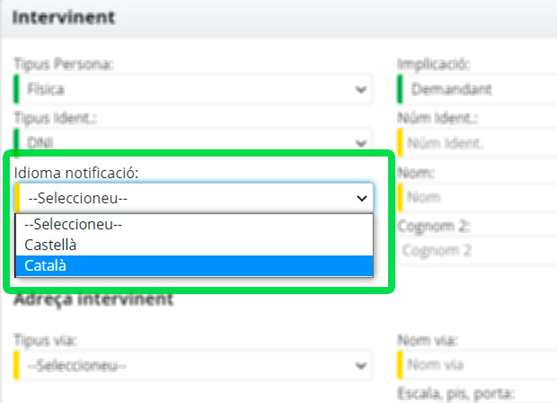 Intervinent
Tipus Persona:
Física
Implicació:
Demandant
Tipus Ident.:
DNI
Núm Ident.:
Núm Ident.
Idioma notificació:
--Seleccioneu--
--Seleccioneu--
Castellà
Català
Nom:
Nom
Cognom 2:
Cognom 2
Adreça intervinent
Tipus via:
--Seleccioneu--
Nom via:
Nom via
Escala, pis, porta: